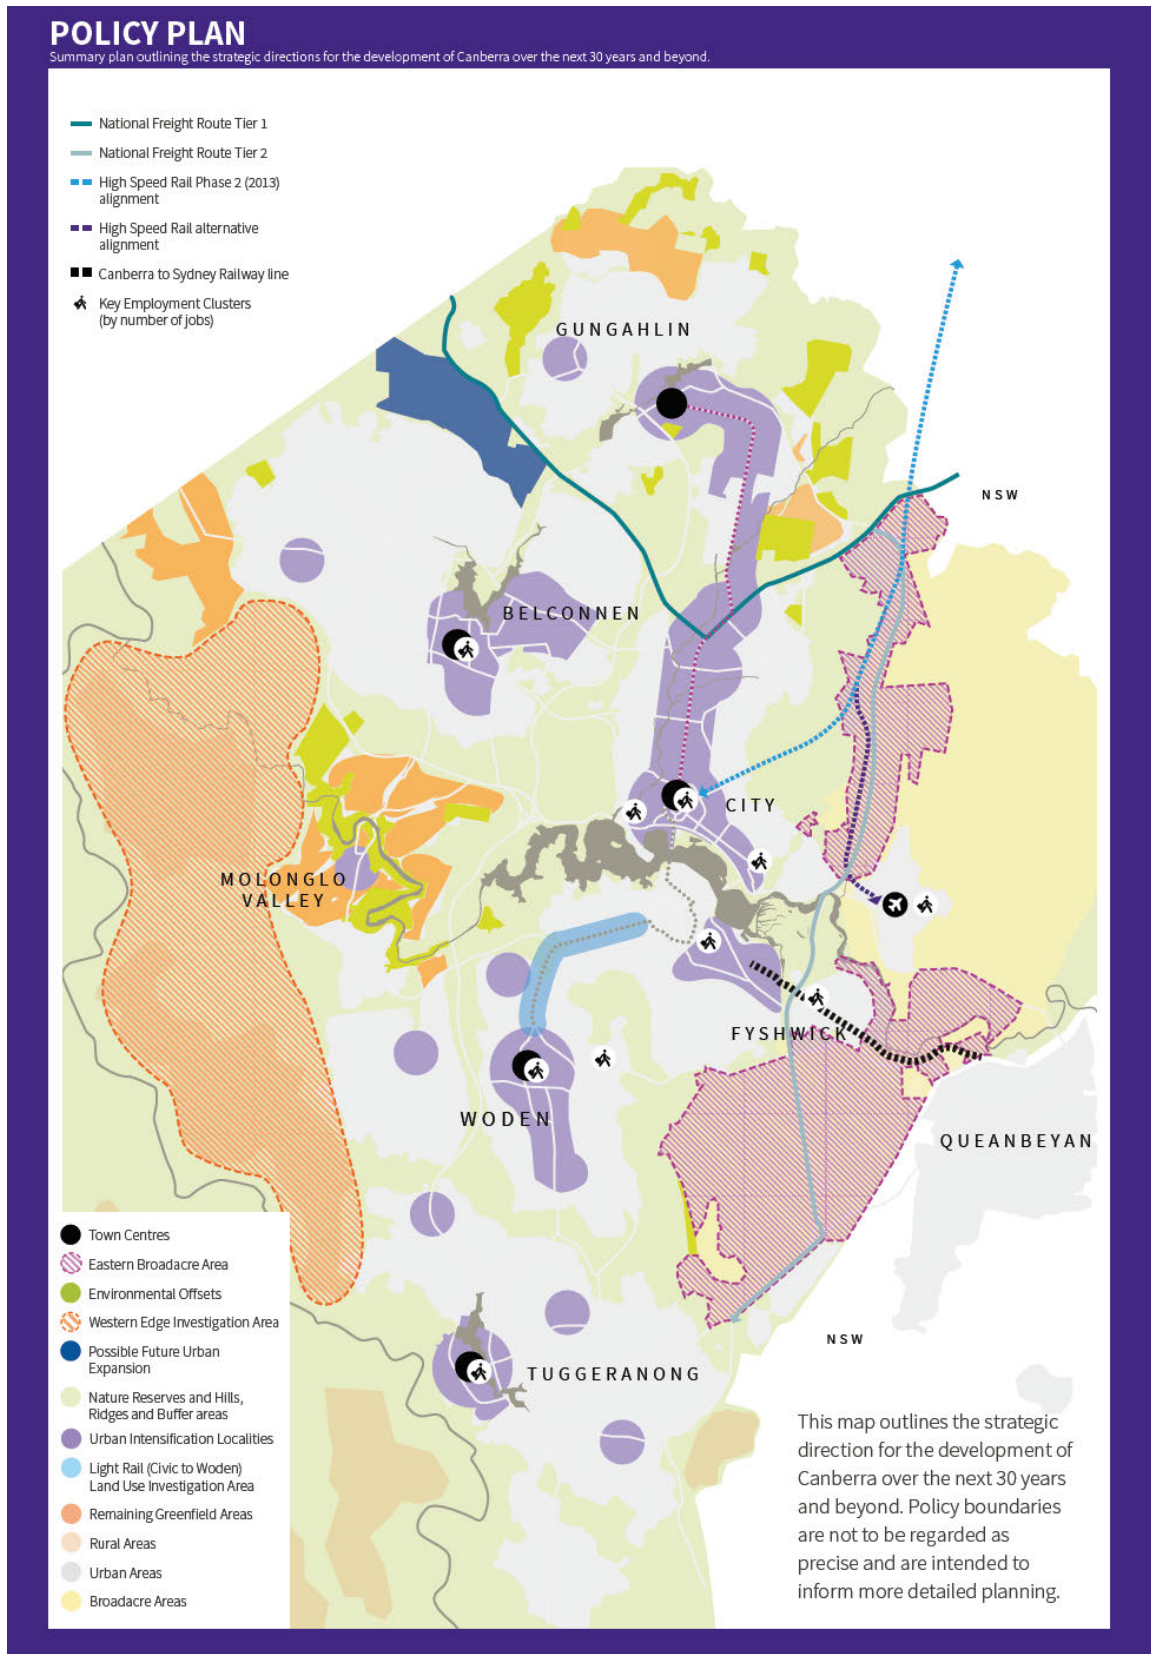 POLICY PLAN
Summary plan outlining the strategic directions for the development of Canberra over the next 30 years and beyond.
National Freight Route Tier 1
National Freight Route Tier 2
High Speed Rail Phase 2 (2013)
alignment
High Speed Rail alternative
alignment
Canberra to Sydney Railway line
Key Employment Clusters
(by number of jobs)
GUNGAHLIN
NSW
BELCONNEN
CITY
MOLONGLO
VALLEY
FYSHWICK
WODEN
QUEANBEYAN
NSW
TUGGERANONG
Town Centres
Eastern Broadacre Area
Environmental Offsets
Western Edge Investigation Area
Possible Future Urban
Expansion
Nature Reserves and Hills,
Ridges and Buffer areas
Urban Intensification Localities
Light Rail (Civic to Woden)
Land Use Investigation Area
Remaining Greenfield Areas
Rural Areas
Urban Areas
Broadacre Areas
This map outlines the strategic
direction for the development of
Canberra over the next 30 years
and beyond. Policy boundaries
are not to be regarded as
precise and are intended to
inform more detailed planning.